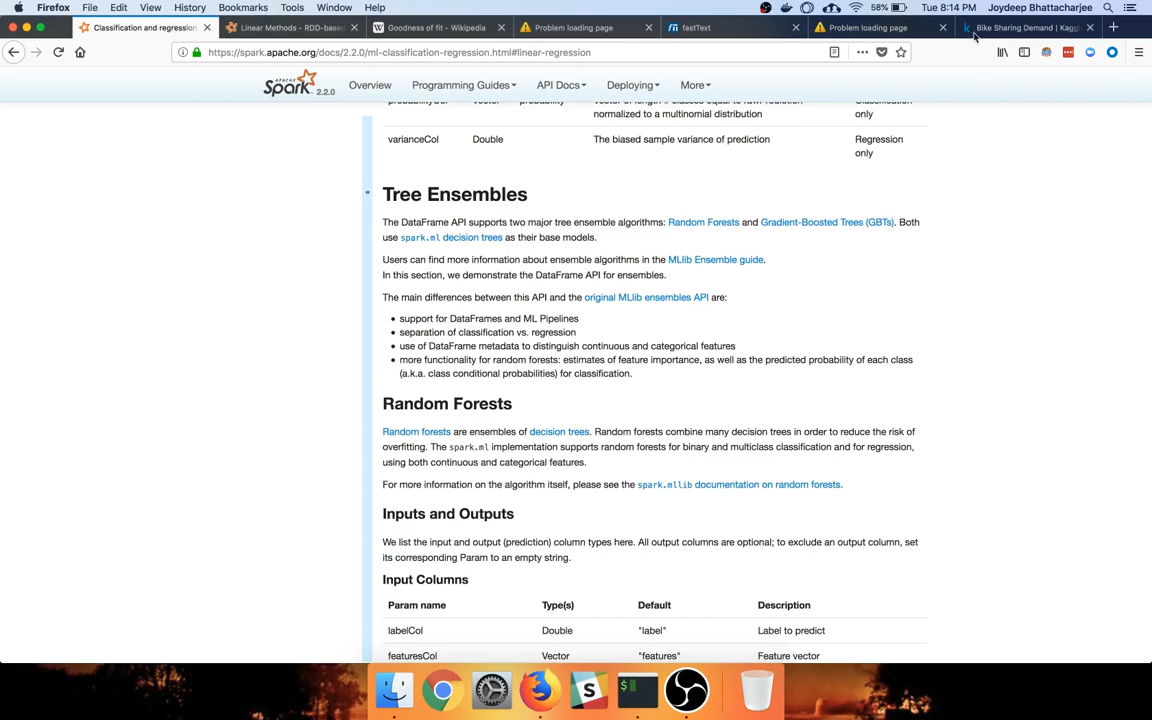 Firefox File Edit View History Bookmarks Tools Window Help 58% Tue 8:14 PM Joydeep Bhattacharjee
Classification and regression Linear Methods - RDD-based Goodness of fit - Wikipedia Problem loading page fastText Problem loading page Bike Sharing Demand | Kaggl
https://spark.apache.org/docs/2.2.0/ml-classification-regression.html#linear-regression
APACHE Spark 2.2.0 Overview Programming Guides API Docs Deploying More
normalized to a multinomial distribution only
varianceCol Double The biased sample variance of prediction Regression
only
Tree Ensembles
The DataFrame API supports two major tree ensemble algorithms: Random Forests and Gradient-Boosted Trees (GBTs). Both
use spark.ml decision trees as their base models.
Users can find more information about ensemble algorithms in the MLlib Ensemble guide.
In this section, we demonstrate the DataFrame API for ensembles.
The main differences between this API and the original MLlib ensembles API are:
• support for DataFrames and ML Pipelines
• separation of classification vs. regression
• use of DataFrame metadata to distinguish continuous and categorical features
• more functionality for random forests: estimates of feature importance, as well as the predicted probability of each class
(a.k.a. class conditional probabilities) for classification.
Random Forests
Random forests are ensembles of decision trees. Random forests combine many decision trees in order to reduce the risk of
overfitting. The spark.ml implementation supports random forests for binary and multiclass classification and for regression,
using both continuous and categorical features.
For more information on the algorithm itself, please see the spark.mllib documentation on random forests.
Inputs and Outputs
We list the input and output (prediction) column types here. All output columns are optional; to exclude an output column, set
its corresponding Param to an empty string.
Input Columns
Param name Type(s) Default Description
labelCol Double "label" Label to predict
featuresCol Vector "features" Feature vector